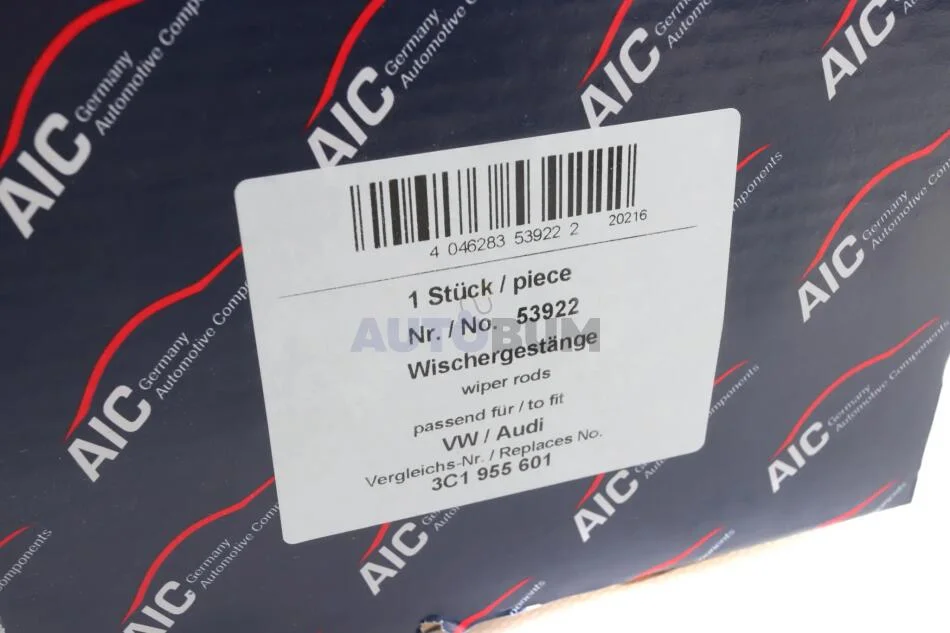 AIC Germany
Automotive Components
4 046283 53922 2
20216
1 Stück / piece
Nr. / No. 53922
Wischergestänge
wiper rods
passend für / to fit
VW / Audi
Vergleichs-Nr. / Replaces No.
3C1 955 601
AUTOBUM